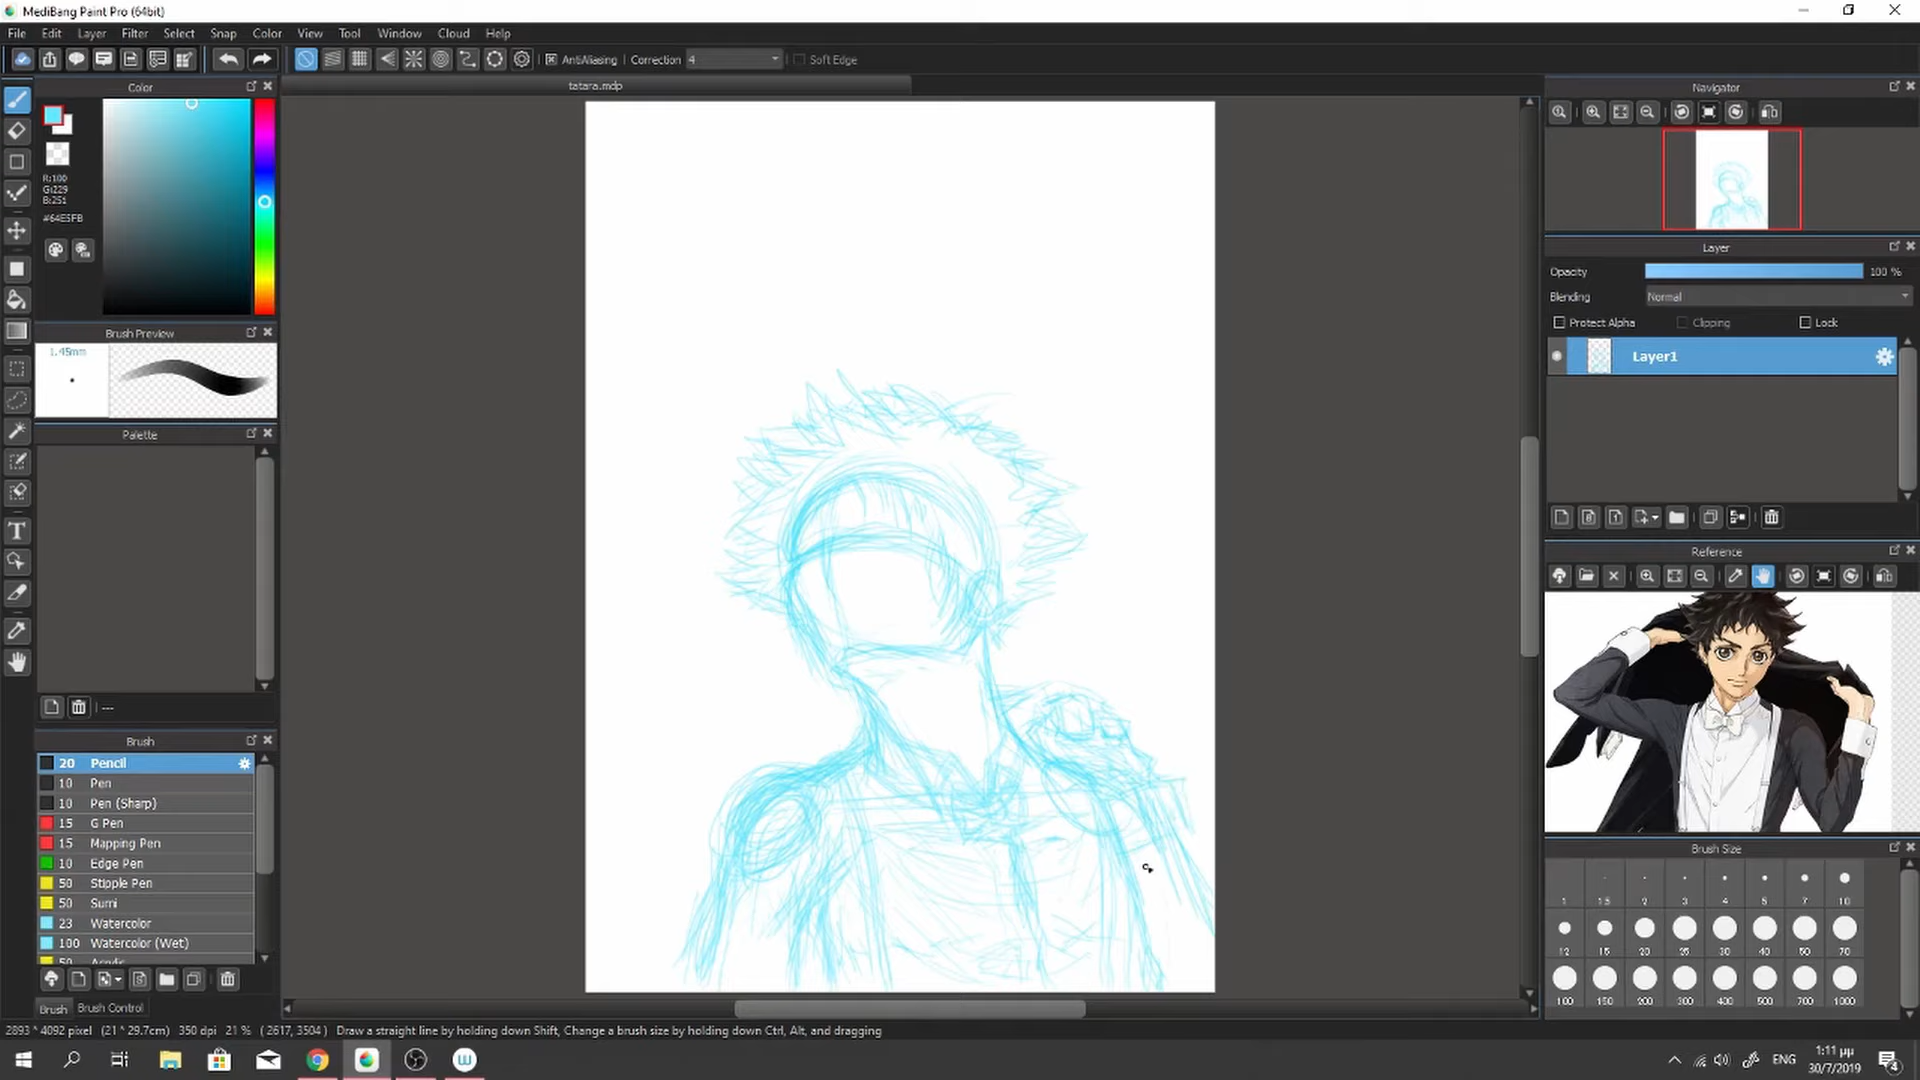 MediBang Paint Pro (64bit)
File Edit Layer Filter Select Snap Color View Tool Window Cloud Help
AntiAliasing Correction 4 Soft Edge
tatara.mdp
Color
R:100
G:229
B:251
#64E5FB
Brush Preview
1.45mm
Palette
---
Brush
20 Pencil
10 Pen
10 Pen (Sharp)
15 G Pen
15 Mapping Pen
10 Edge Pen
50 Stipple Pen
50 Sumi
23 Watercolor
100 Watercolor (Wet)
50 Acrylic
Brush Brush Control
Navigator
Layer
Opacity 100 %
Blending Normal
Protect Alpha Clipping Lock
Layer1
Reference
Brush Size
1 1.5 2 3 4 5 7 10
12 15 20 25 30 40 50 70
100 150 200 300 400 500 700 1000
2893 * 4092 pixel (21 * 29.7cm) 350 dpi 21 % ( 2617, 3504 ) Draw a straight line by holding down Shift, Change a brush size by holding down Ctrl, Alt, and dragging
ENG
1:11 μμ
30/7/2019
4